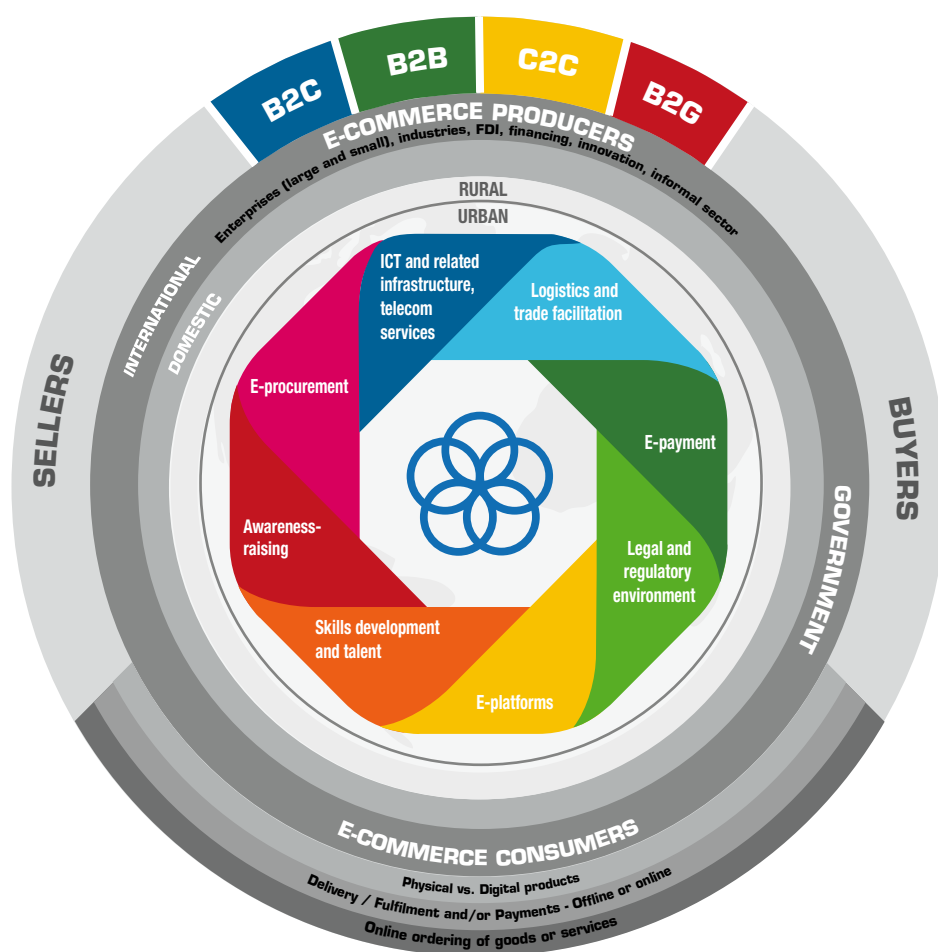 B2C
B2B
C2C
B2G
E-COMMERCE PRODUCERS
Enterprises (large and small), industries, FDI, financing, innovation, informal sector
RURAL
URBAN
INTERNATIONAL
DOMESTIC
SELLERS
BUYERS
GOVERNMENT
ICT and related
infrastructure,
telecom
services
Logistics and
trade facilitation
E-procurement
E-payment
Awareness-
raising
Legal and
regulatory
environment
Skills development
and talent
E-platforms
E-COMMERCE CONSUMERS
Physical vs. Digital products
Delivery / Fulfilment and/or Payments - Offline or online
Online ordering of goods or services